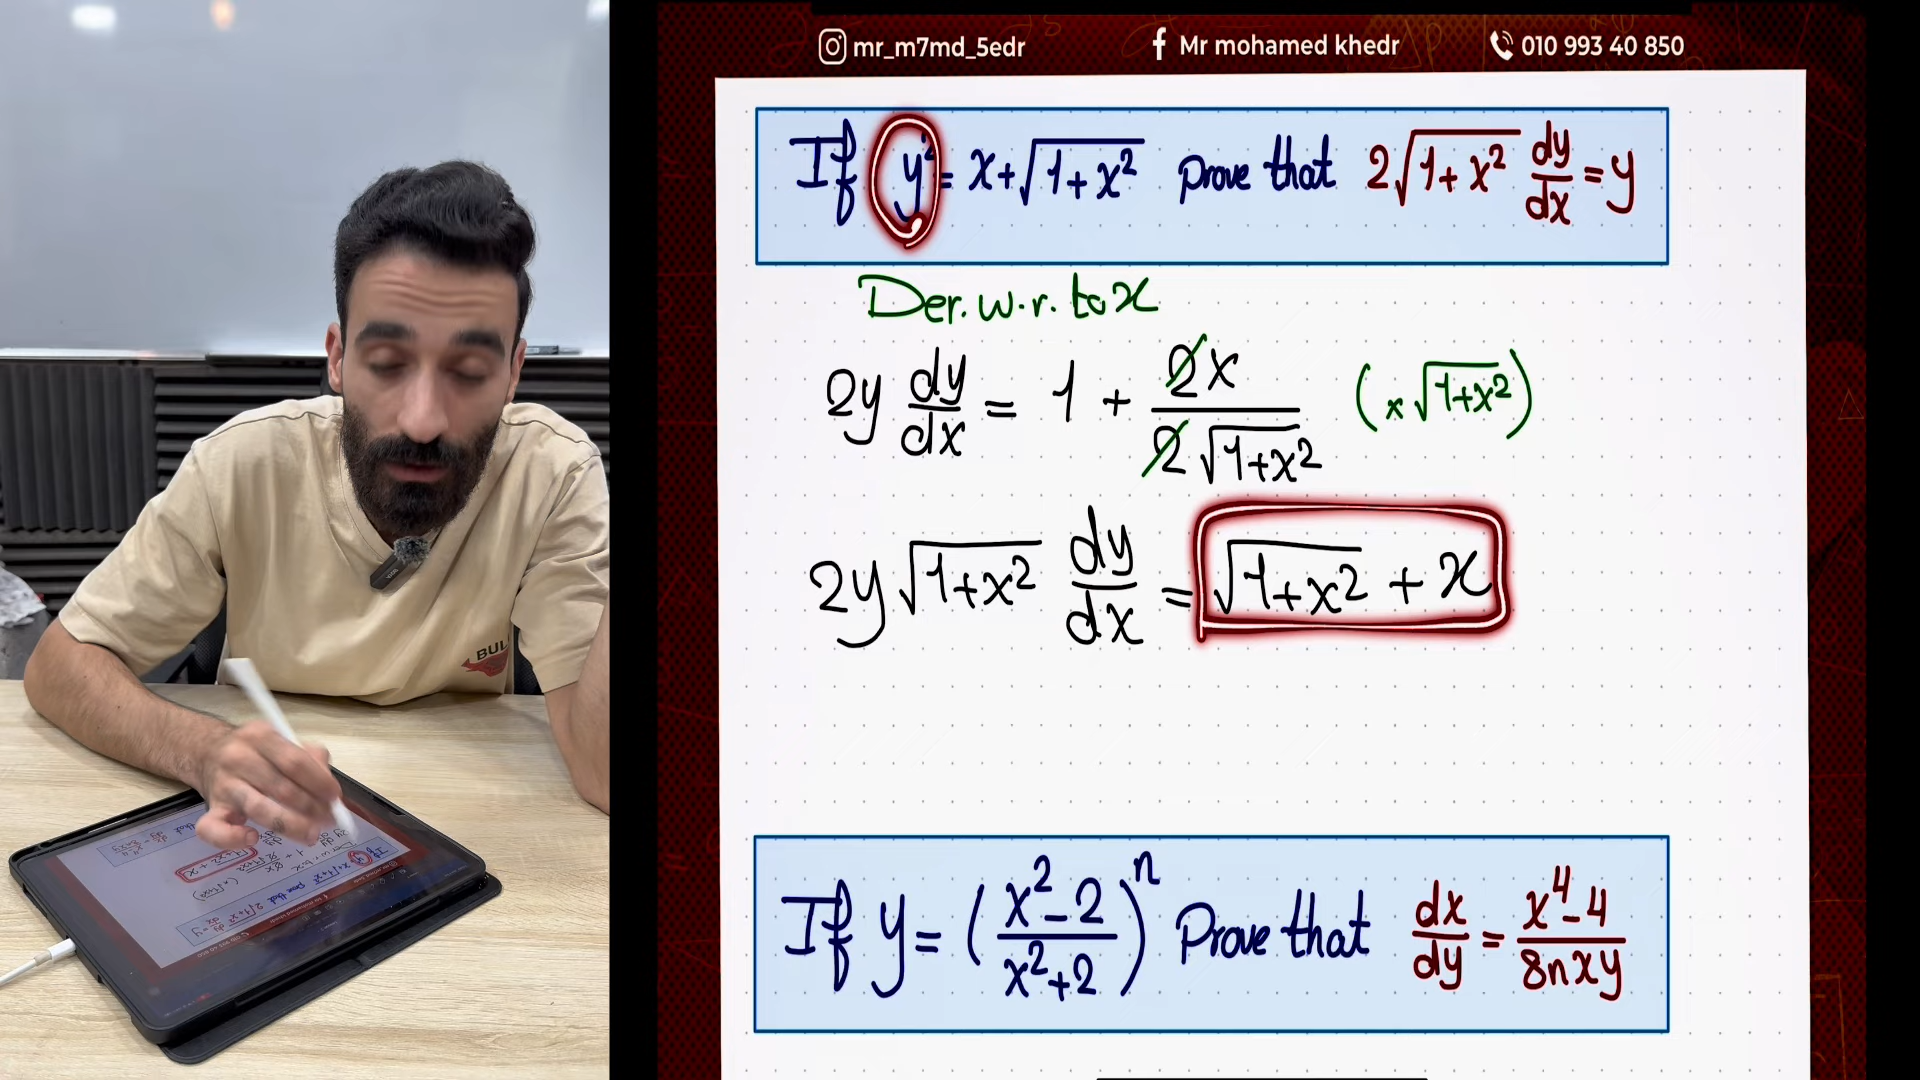 mr_m7md_5edr
Mr mohamed khedr
010 993 40 850
If y² = x + √(1+x²) prove that 2√(1+x²) dy/dx = y
Der. w.r. to x
2y dy/dx = 1 + 2x/(2√(1+x²)) (×√(1+x²))
2y√(1+x²) dy/dx = √(1+x²) + x
If y = ((x²-2)/(x²+2))ⁿ Prove that dx/dy = (x⁴-4)/(8nxy)
BUL